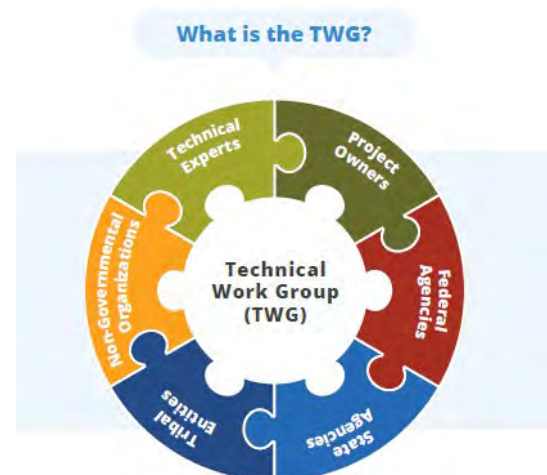 What is the TWG?
Technical
Experts
Project
Owners
Federal
Agencies
State
Agencies
Tribal
Entities
Non-Governmental
Organizations
Technical
Work Group
(TWG)